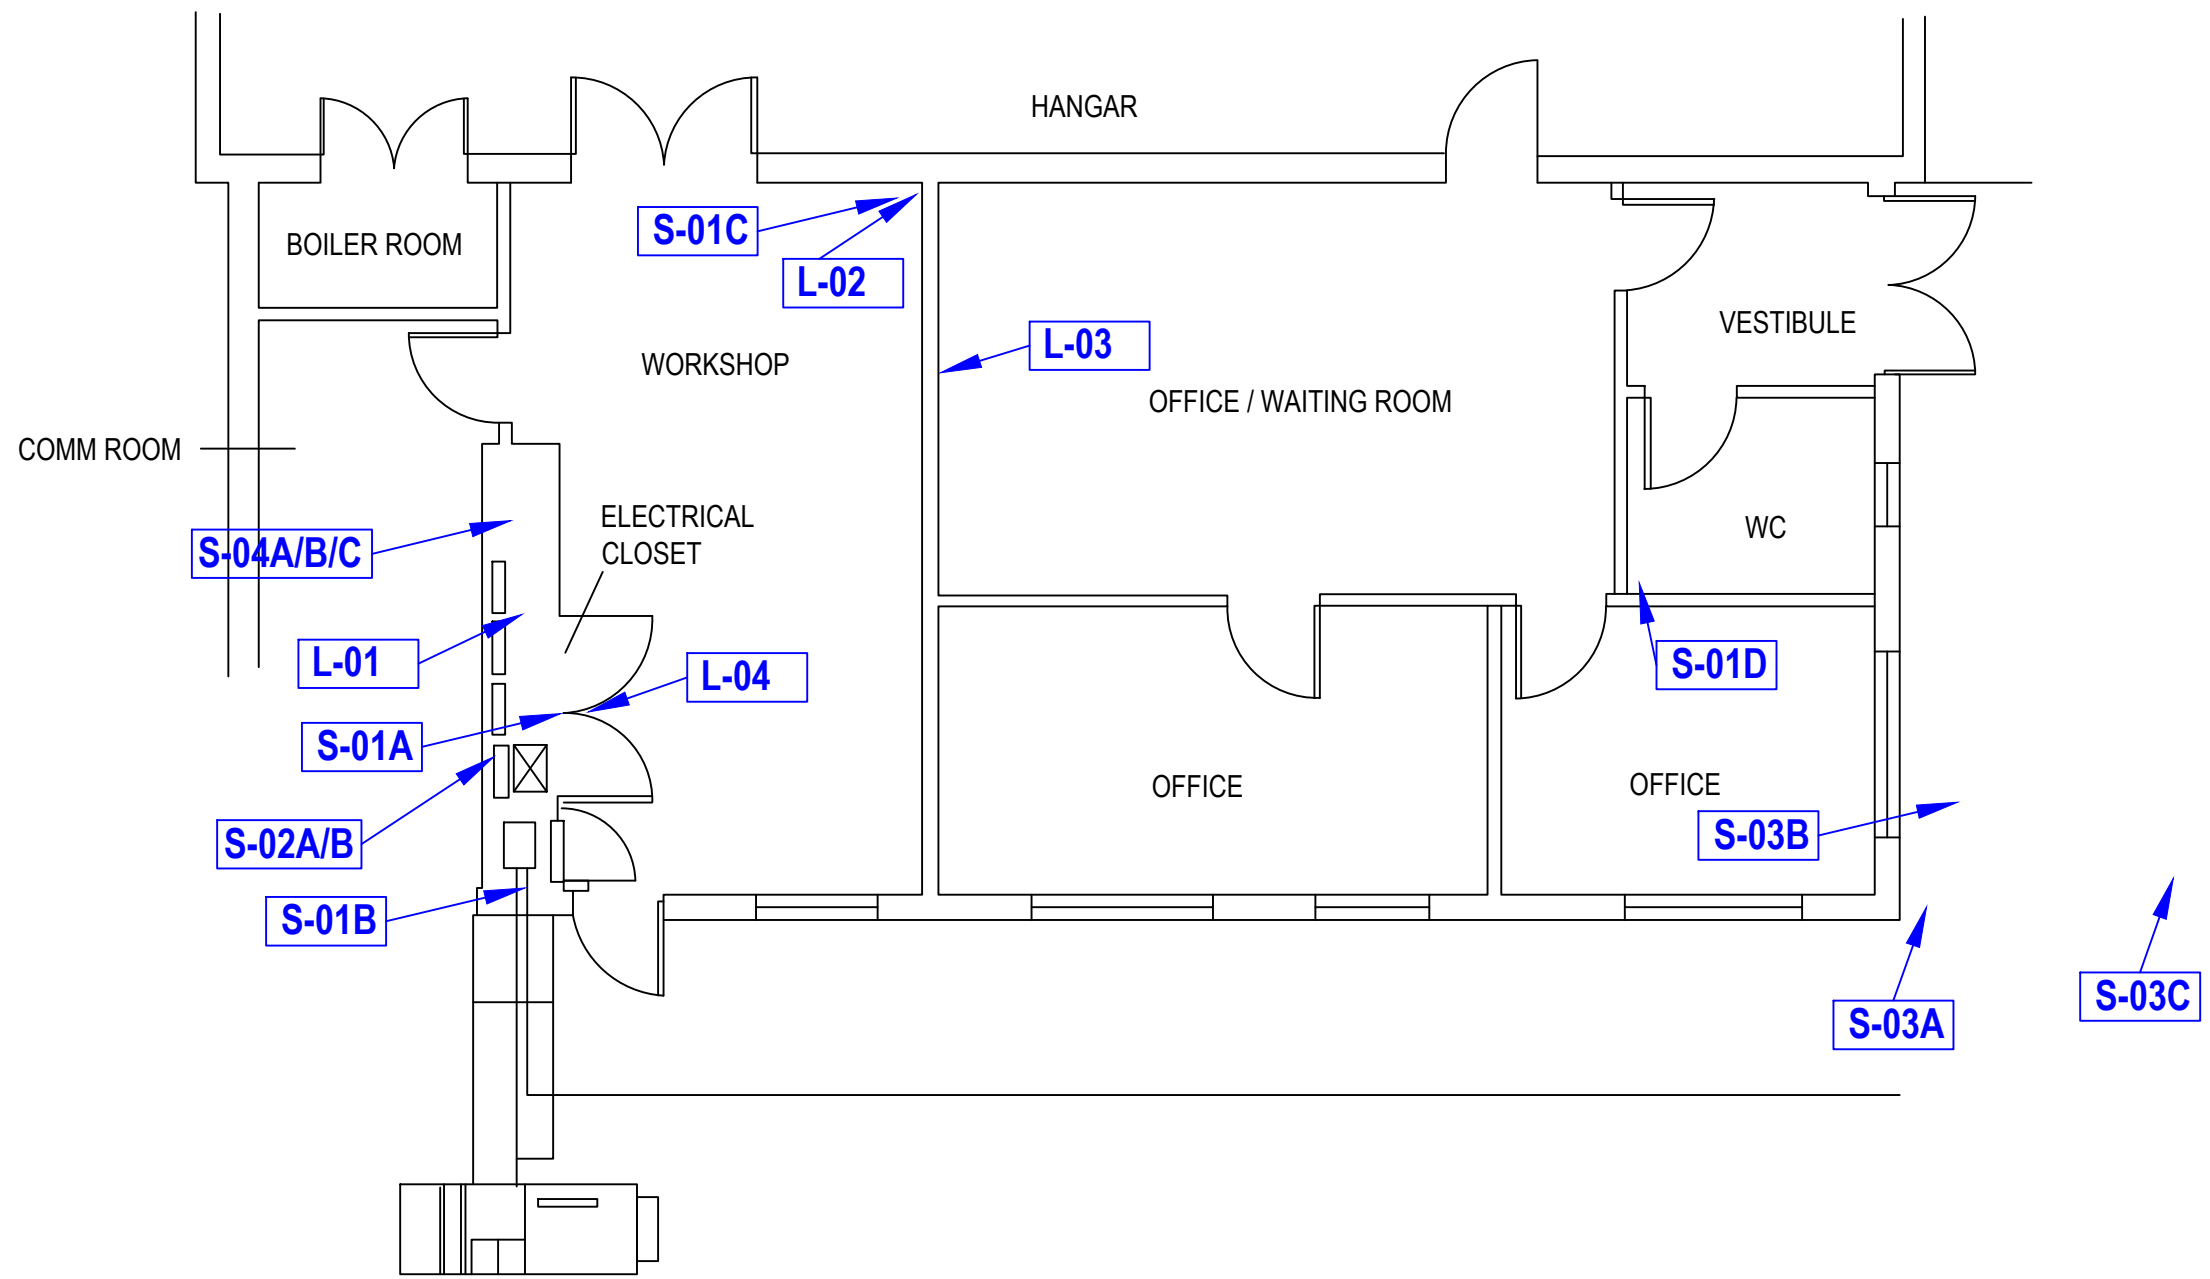 HANGAR
S-01C
BOILER ROOM
L-02
VESTIBULE
L-03
WORKSHOP
OFFICE / WAITING ROOM
COMM ROOM
ELECTRICAL
CLOSET
WC
S-04A/B/C
L-01
S-01D
L-04
S-01A
OFFICE
OFFICE
S-03B
S-02A/B
S-01B
S-03C
S-03A